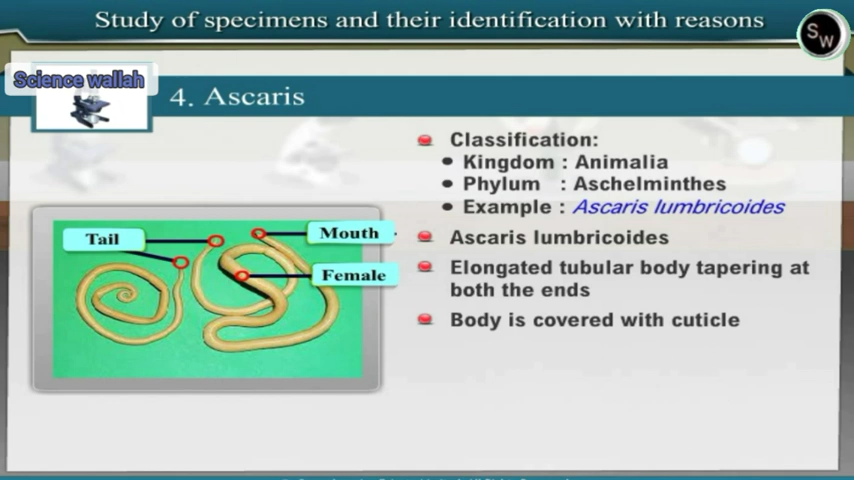 Study of specimens and their identification with reasons
SW
Science wallah
4. Ascaris
Classification:
Kingdom : Animalia
Phylum : Aschelminthes
Example : Ascaris lumbricoides
Ascaris lumbricoides
Elongated tubular body tapering at
both the ends
Body is covered with cuticle
Tail
Mouth
Female